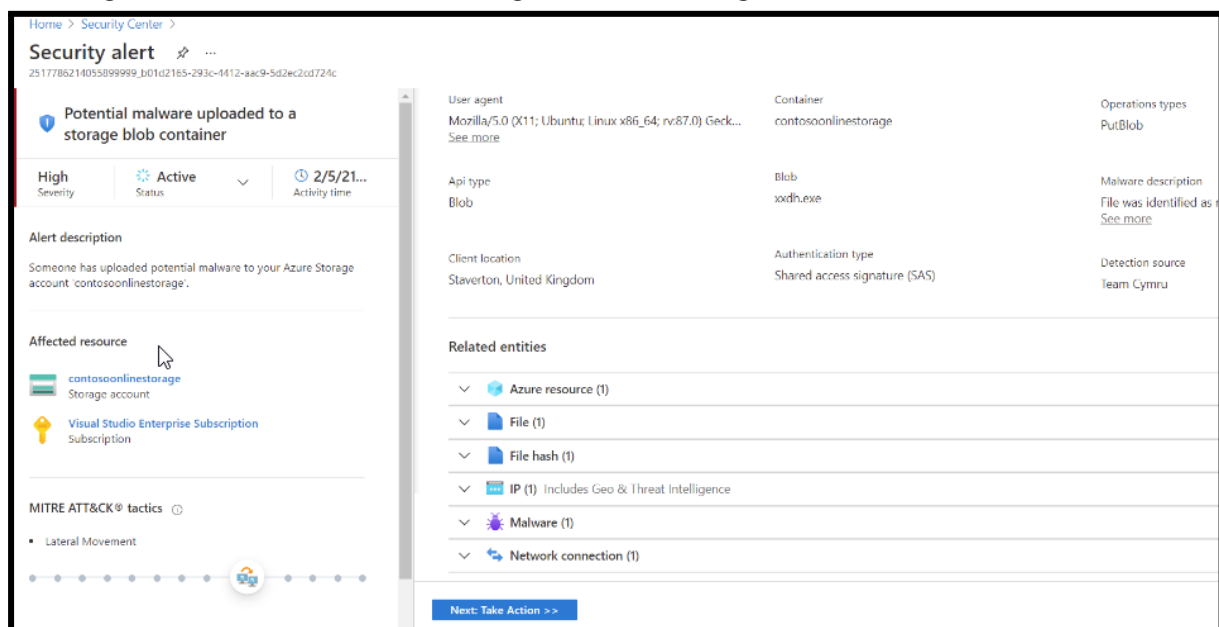 Home > Security Center >
Security alert
2517786214055899999_b01d2165-293c-4412-aac9-5d2ec2cd724c
Potential malware uploaded to a
storage blob container
High
Severity
Active
Status
2/5/21...
Activity time
Alert description
Someone has uploaded potential malware to your Azure Storage
account 'contosoonlinestorage'.
Affected resource
contosoonlinestorage
Storage account
Visual Studio Enterprise Subscription
Subscription
MITRE ATT&CK® tactics
• Lateral Movement
User agent
Mozilla/5.0 (X11; Ubuntu; Linux x86_64; rv:87.0) Geck...
See more
Container
contosoonlinestorage
Operations types
PutBlob
Api type
Blob
Blob
xxdh.exe
Malware description
File was identified as
See more
Client location
Staverton, United Kingdom
Authentication type
Shared access signature (SAS)
Detection source
Team Cymru
Related entities
Azure resource (1)
File (1)
File hash (1)
IP (1) Includes Geo & Threat Intelligence
Malware (1)
Network connection (1)
Next: Take Action >>